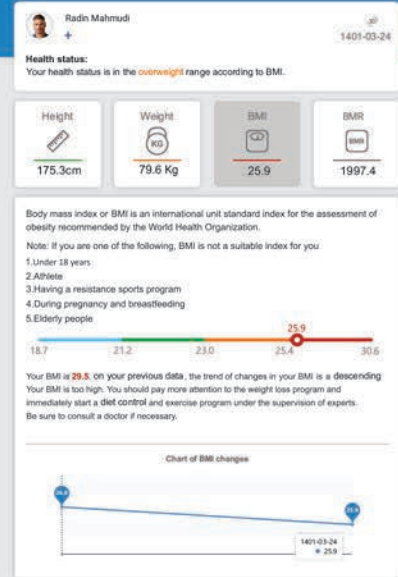 Radin Mahmudi
+
1401-03-24
Health status:
Your health status is in the overweight range according to BMI.
Height
Weight
BMI
BMR
KG
BMR
175.3cm
79.6 Kg
25.9
1997.4
Body mass index or BMI is an international unit standard index for the assessment of
obesity recommended by the World Health Organization.
Note: If you are one of the following, BMI is not a suitable index for you
1.Under 18 years
2.Athlete
3.Having a resistance sports program
4.During pregnancy and breastfeeding
5.Elderly people
25.9
18.7
21.2
23.0
25.4
30.6
Your BMI is 29.5, on your previous data, the trend of changes in your BMI is a descending
Your BMI is too high. You should pay more attention to the weight loss program and
immediately start a diet control and exercise program under the supervision of experts.
Be sure to consult a doctor if necessary.
Chart of BMI changes
25.9
1401-03-24
25.9